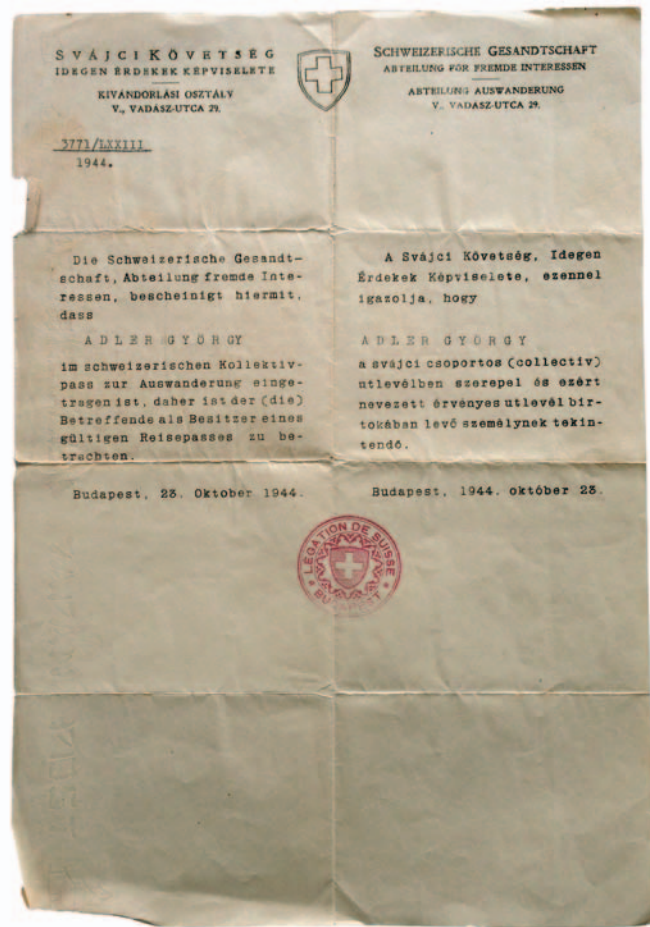 SVÁJCI KÖVETSÉG
IDEGEN ÉRDEKEK KÉPVISELETE
KIVÁNDORLÁSI OSZTÁLY
V., VADÁSZ-UTCA 29.
3771/LXXIII
1944.
SCHWEIZERISCHE GESANDTSCHAFT
ABTEILUNG FÜR FREMDE INTERESSEN
ABTEILUNG AUSWANDERUNG
V., VADÁSZ-UTCA 29.
Die Schweizerische Gesandt-
schaft, Abteilung fremde Inte-
ressen, bescheinigt hiermit,
dass
ADLER GYÖRGY
im schweizerischen Kollektiv-
pass zur Auswanderung einge-
tragen ist, daher ist der (die)
Betreffende als Besitzer eines
gültigen Reisepasses zu be-
trachten.
Budapest, 23. Oktober 1944.
A Svájci Követség, Idegen
Érdekek Képviselete, ezennel
igazolja, hogy
ADLER GYÖRGY
a svájci csoportos (collectiv)
utlevélben szerepel és ezért
nevezett érvényes utlevél bir-
tokában levő személynek tekin-
tendő.
Budapest, 1944. október 23.
LÉGATION DE SUISSE
BUDAPEST